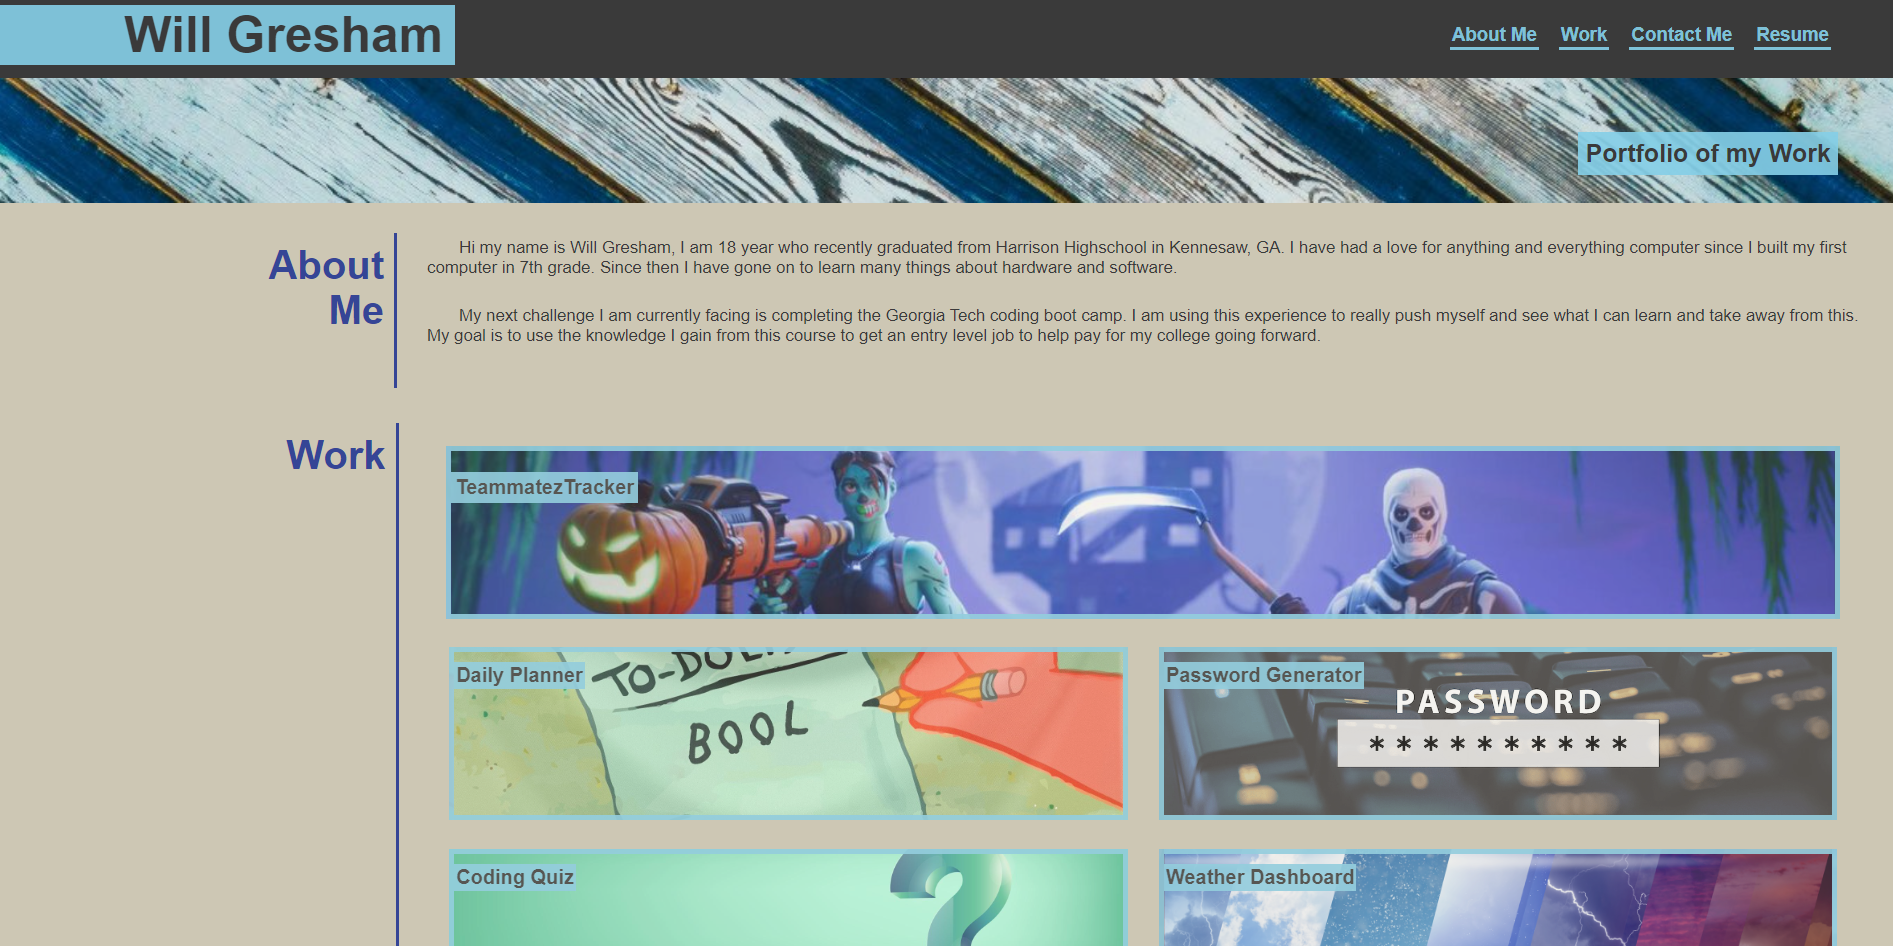 Will Gresham
About Me Work Contact Me Resume
Portfolio of my Work
About
Me
Hi my name is Will Gresham, I am 18 year who recently graduated from Harrison Highschool in Kennesaw, GA. I have had a love for anything and everything computer since I built my first
computer in 7th grade. Since then I have gone on to learn many things about hardware and software.
My next challenge I am currently facing is completing the Georgia Tech coding boot camp. I am using this experience to really push myself and see what I can learn and take away from this.
My goal is to use the knowledge I gain from this course to get an entry level job to help pay for my college going forward.
Work
TeammatezTracker
Daily Planner
BOOL
Password Generator
PASSWORD
**********
Coding Quiz
Weather Dashboard